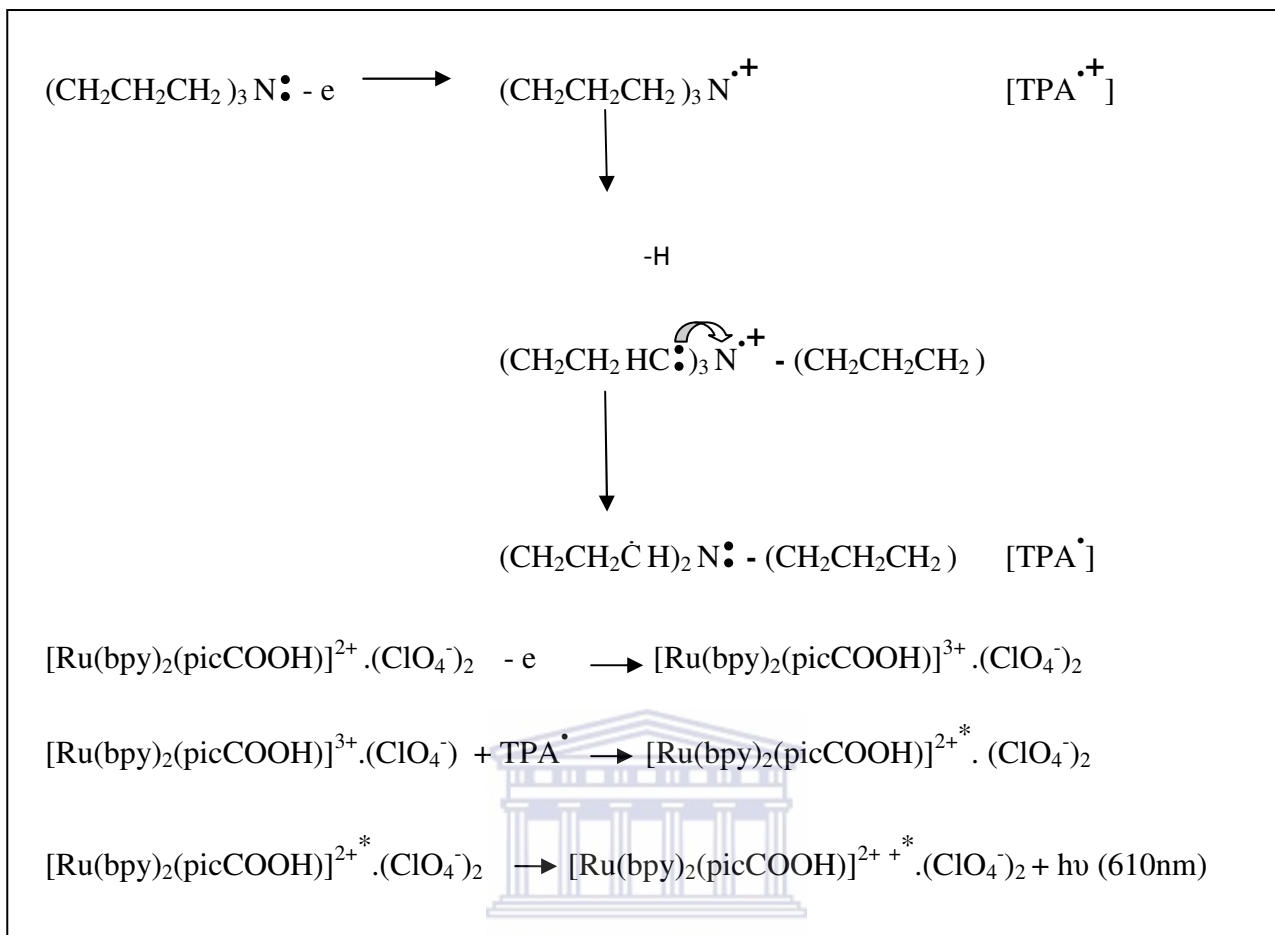 (CH₂CH₂CH₂ )₃ N: - e ⟶ (CH₂CH₂CH₂ )₃ N•+ [TPA•+]
-H
(CH₂CH₂ HC:)₃ N•+ - (CH₂CH₂CH₂ )
(CH₂CH₂Ċ H)₂ N: - (CH₂CH₂CH₂ ) [TPA•]
[Ru(bpy)₂(picCOOH)]²⁺ .(ClO₄⁻)₂ - e ⟶ [Ru(bpy)₂(picCOOH)]³⁺ .(ClO₄⁻)₂
[Ru(bpy)₂(picCOOH)]³⁺.(ClO₄⁻) + TPA• ⟶ [Ru(bpy)₂(picCOOH)]²⁺*. (ClO₄⁻)₂
[Ru(bpy)₂(picCOOH)]²⁺*.(ClO₄⁻)₂ ⟶ [Ru(bpy)₂(picCOOH)]²⁺ ⁺*.(ClO₄⁻)₂ + hυ (610nm)